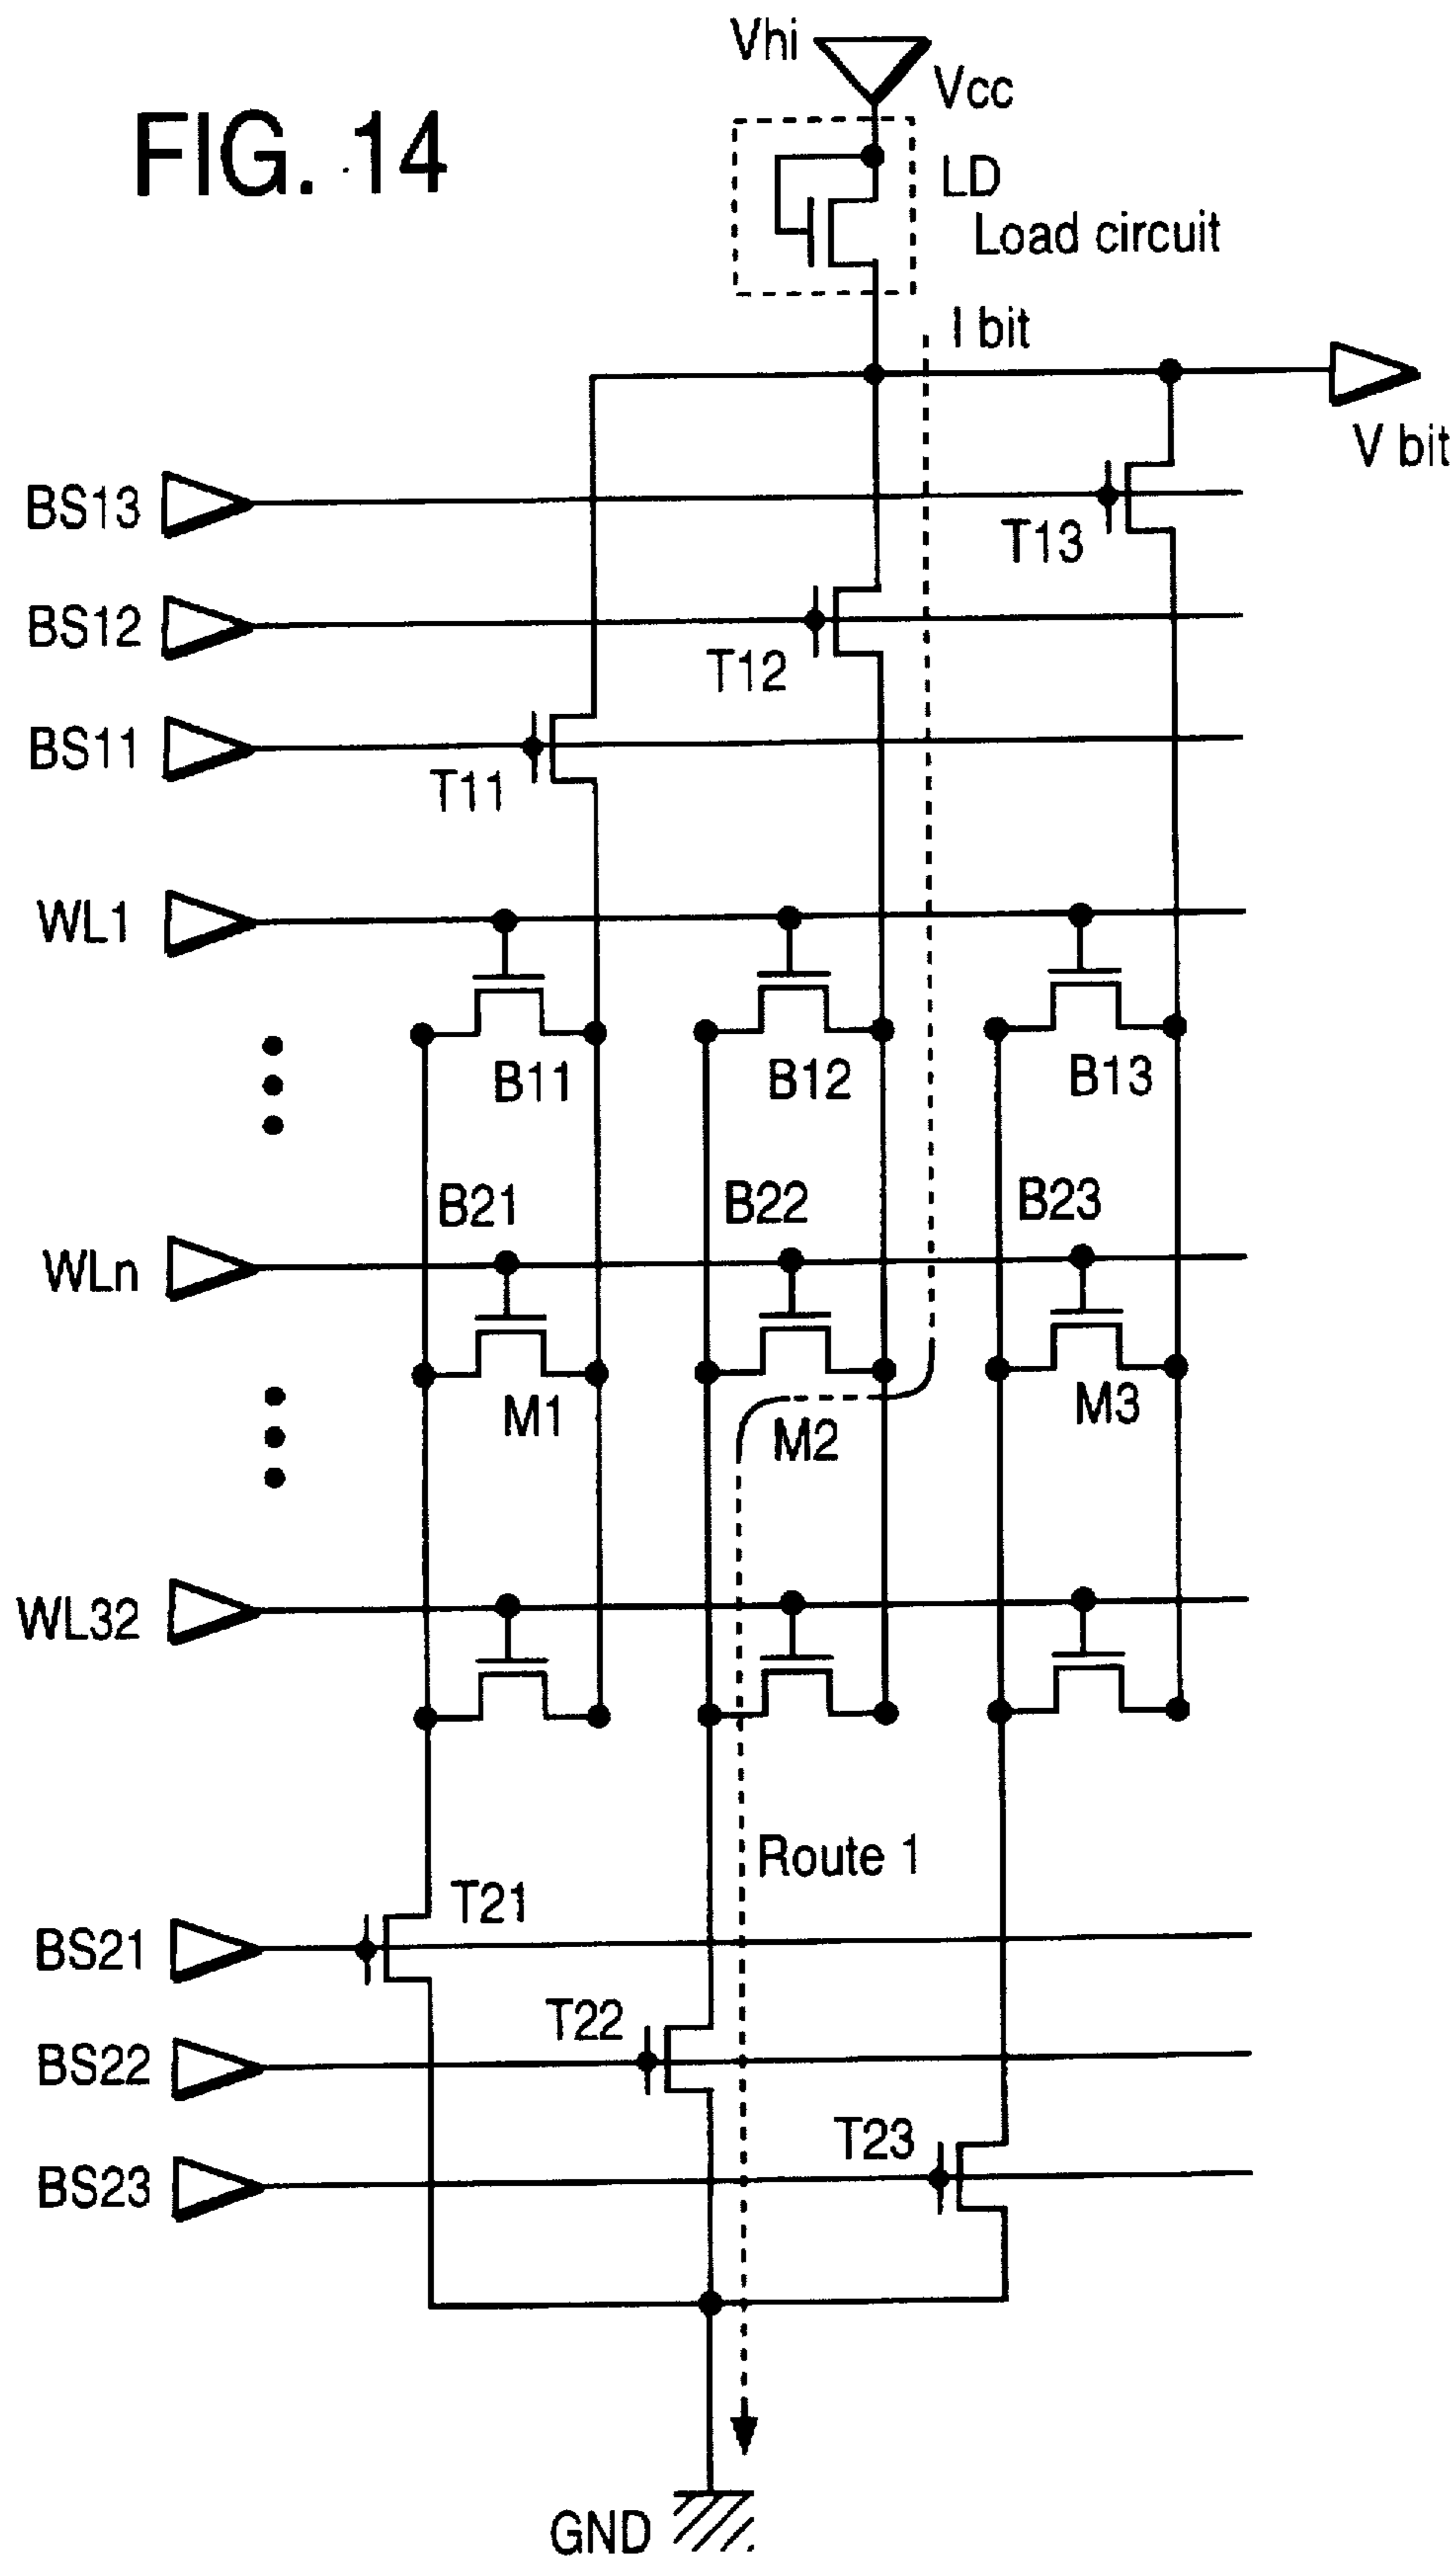 FIG. 14
Vhi
Vcc
LD
Load circuit
I bit
V bit
BS13
T13
BS12
T12
BS11
T11
WL1
B11
B12
B13
B21
B22
B23
WLn
M1
M2
M3
WL32
Route 1
T21
BS21
T22
BS22
T23
BS23
GND